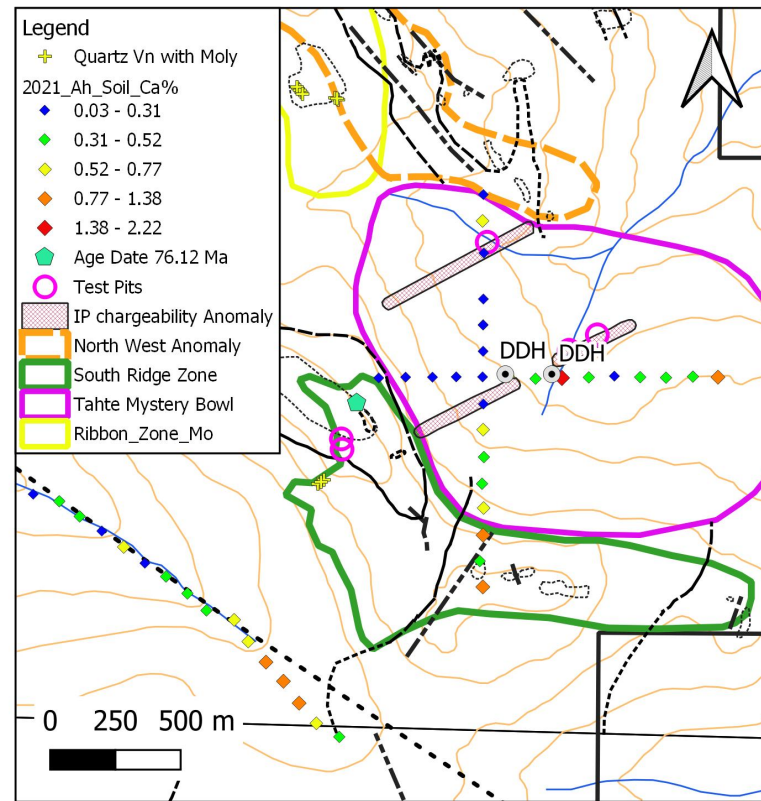 Legend
Quartz Vn with Moly
2021_Ah_Soil_Ca%
0.03 - 0.31
0.31 - 0.52
0.52 - 0.77
0.77 - 1.38
1.38 - 2.22
Age Date 76.12 Ma
Test Pits
IP chargeability Anomaly
North West Anomaly
South Ridge Zone
Tahte Mystery Bowl
Ribbon_Zone_Mo
DDH DDH
0 250 500 m